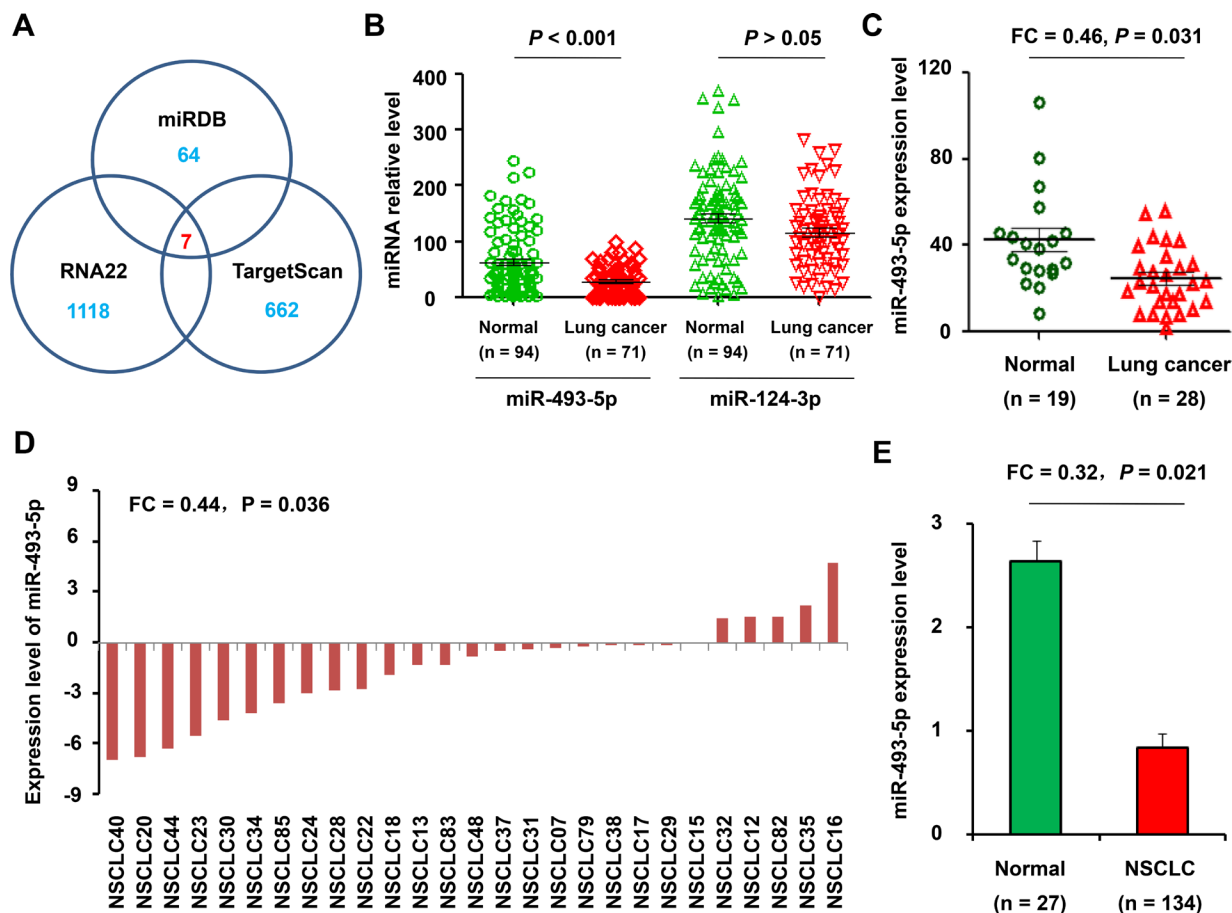 A
miRDB
64
7
RNA22
TargetScan
1118
662
B
P < 0.001
P > 0.05
miRNA relative level
400
300
200
100
0
Normal
Lung cancer
Normal
Lung cancer
(n = 94)
(n = 71)
(n = 94)
(n = 71)
miR-493-5p
miR-124-3p
C
FC = 0.46, P = 0.031
miR-493-5p expression level
120
80
40
0
Normal
Lung cancer
(n = 19)
(n = 28)
D
FC = 0.44, P = 0.036
Expression level of miR-493-5p
9
6
3
0
-3
-6
-9
NSCLC40
NSCLC20
NSCLC44
NSCLC23
NSCLC30
NSCLC34
NSCLC85
NSCLC24
NSCLC28
NSCLC22
NSCLC18
NSCLC13
NSCLC83
NSCLC48
NSCLC37
NSCLC31
NSCLC07
NSCLC79
NSCLC38
NSCLC17
NSCLC29
NSCLC15
NSCLC32
NSCLC12
NSCLC82
NSCLC35
NSCLC16
E
FC = 0.32, P = 0.021
miR-493-5p expression level
3
2
1
0
Normal
NSCLC
(n = 27)
(n = 134)